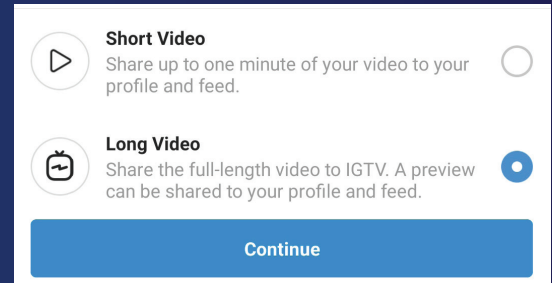 Short Video
Share up to one minute of your video to your
profile and feed.
Long Video
Share the full-length video to IGTV. A preview
can be shared to your profile and feed.
Continue